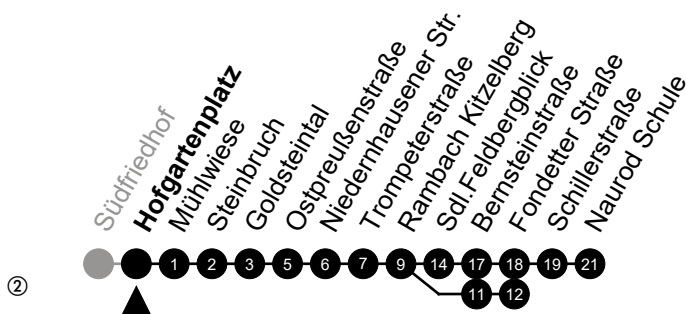 Südfriedhof
Hofgartenplatz
Mühlwiese
Steinbruch
Goldsteintal
Ostpreußenstraße
Niedernhausener Str.
Trompeterstraße
Rambach Kitzelberg
Sdl.Feldbergblick
Bernsteinstraße
Fondetter Straße
Schillerstraße
Naurod Schule
② 1 2 3 5 6 7 9 14 17 18 19 21
11 12